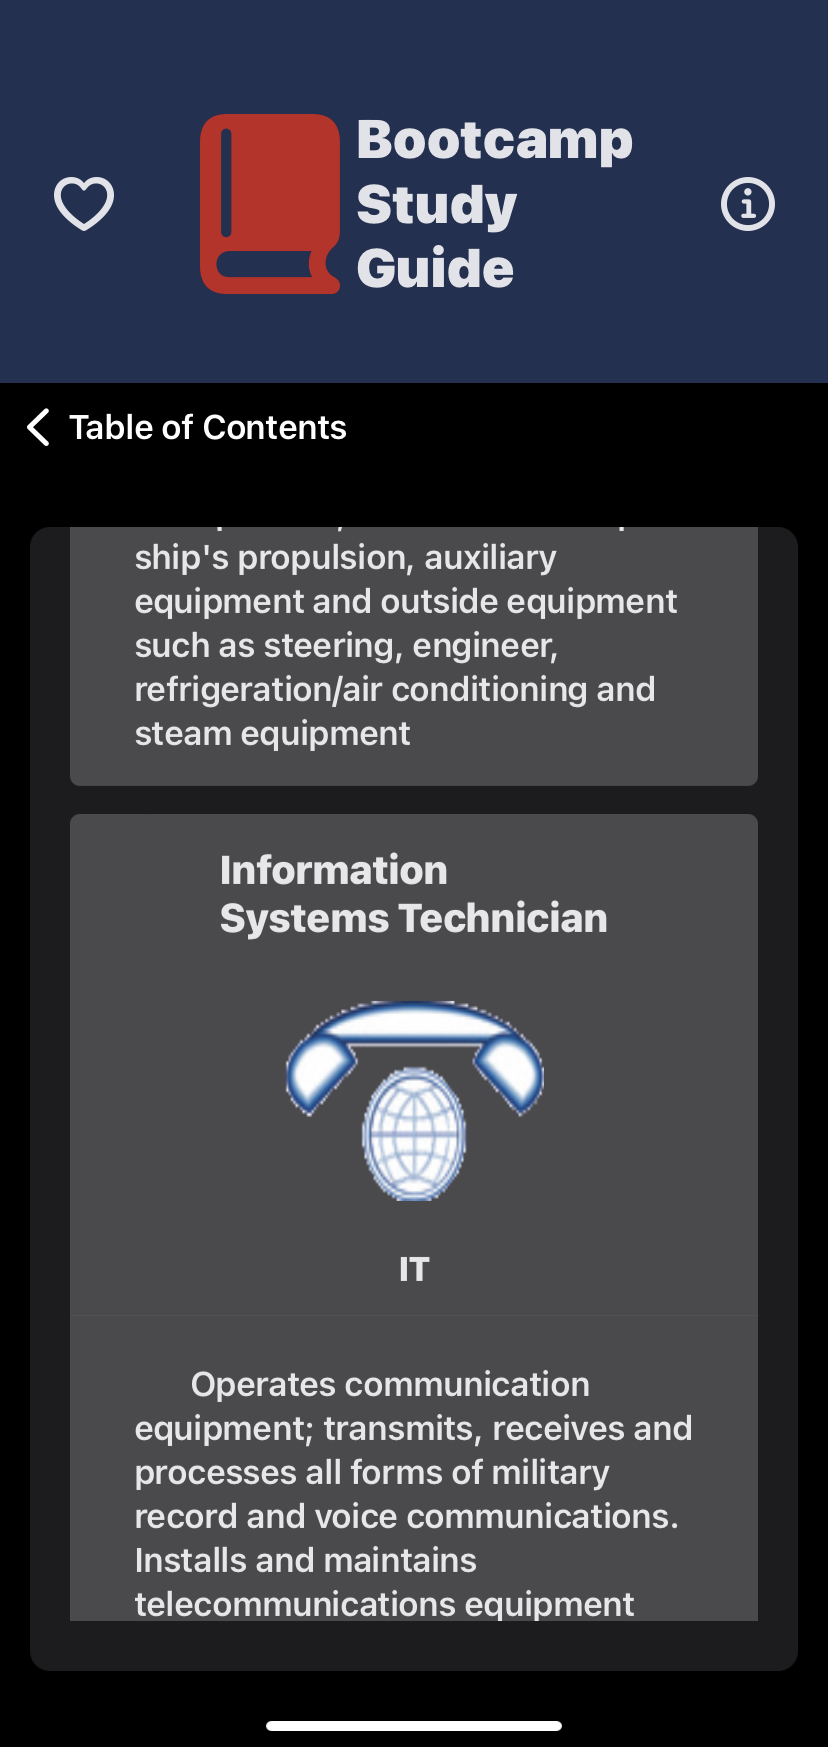 Bootcamp
Study
Guide
Table of Contents
ship's propulsion, auxiliary
equipment and outside equipment
such as steering, engineer,
refrigeration/air conditioning and
steam equipment
Information
Systems Technician
IT
Operates communication
equipment; transmits, receives and
processes all forms of military
record and voice communications.
Installs and maintains
telecommunications equipment